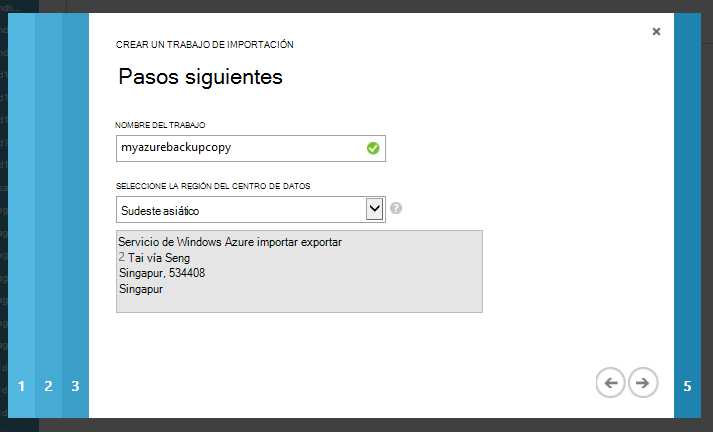 CREAR UN TRABAJO DE IMPORTACIÓN
Pasos siguientes
NOMBRE DEL TRABAJO
myazurebackupcopy
SELECCIONE LA REGIÓN DEL CENTRO DE DATOS
Sudeste asiático
?
Servicio de Windows Azure importar exportar
2 Tai vía Seng
Singapur, 534408
Singapur
1 2 3 5